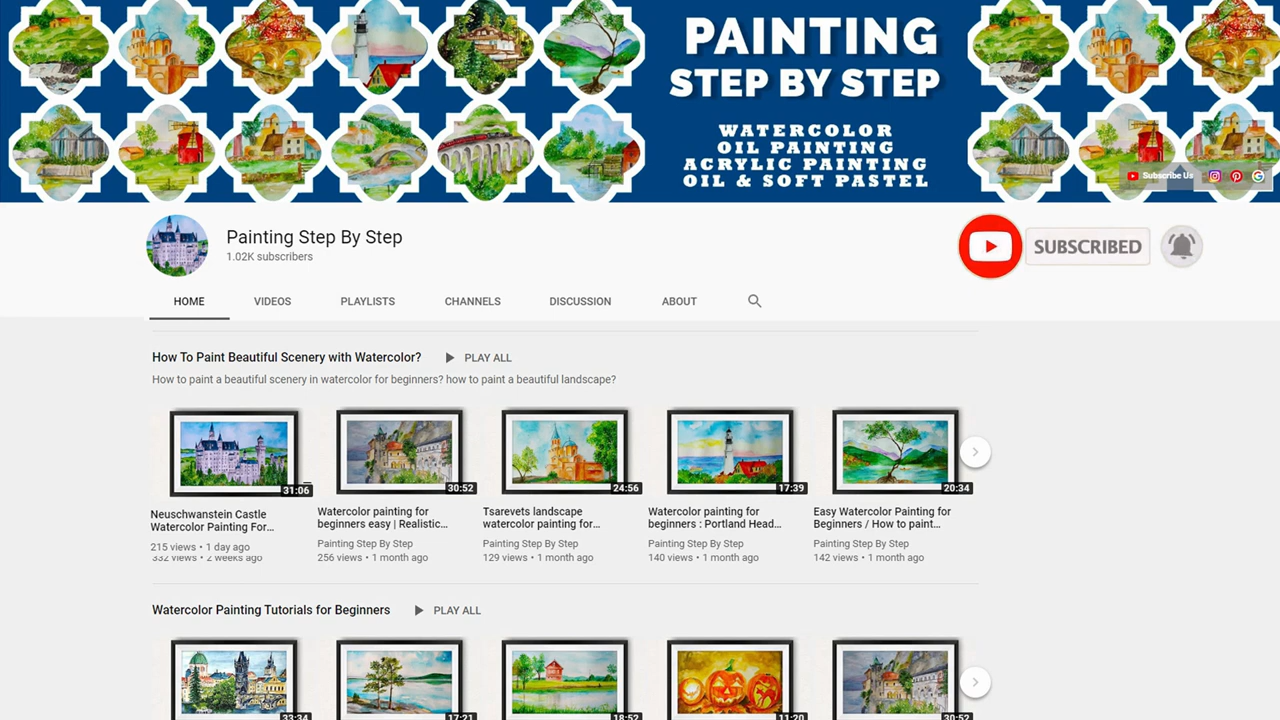 PAINTING
STEP BY STEP
WATERCOLOR
OIL PAINTING
ACRYLIC PAINTING
OIL & SOFT PASTEL
Subscribe Us
Painting Step By Step
1.02K subscribers
SUBSCRIBED
HOME VIDEOS PLAYLISTS CHANNELS DISCUSSION ABOUT
How To Paint Beautiful Scenery with Watercolor? PLAY ALL
How to paint a beautiful scenery in watercolor for beginners? how to paint a beautiful landscape?
31:06
Neuschwanstein Castle
Watercolor Painting For...
215 views • 1 day ago
332 views • 2 weeks ago
30:52
Watercolor painting for
beginners easy | Realistic...
Painting Step By Step
256 views • 1 month ago
24:56
Tsarevets landscape
watercolor painting for...
Painting Step By Step
129 views • 1 month ago
17:39
Watercolor painting for
beginners : Portland Head...
Painting Step By Step
140 views • 1 month ago
20:34
Easy Watercolor Painting for
Beginners / How to paint...
Painting Step By Step
142 views • 1 month ago
Watercolor Painting Tutorials for Beginners PLAY ALL
33:34
17:21
18:52
11:20
30:52